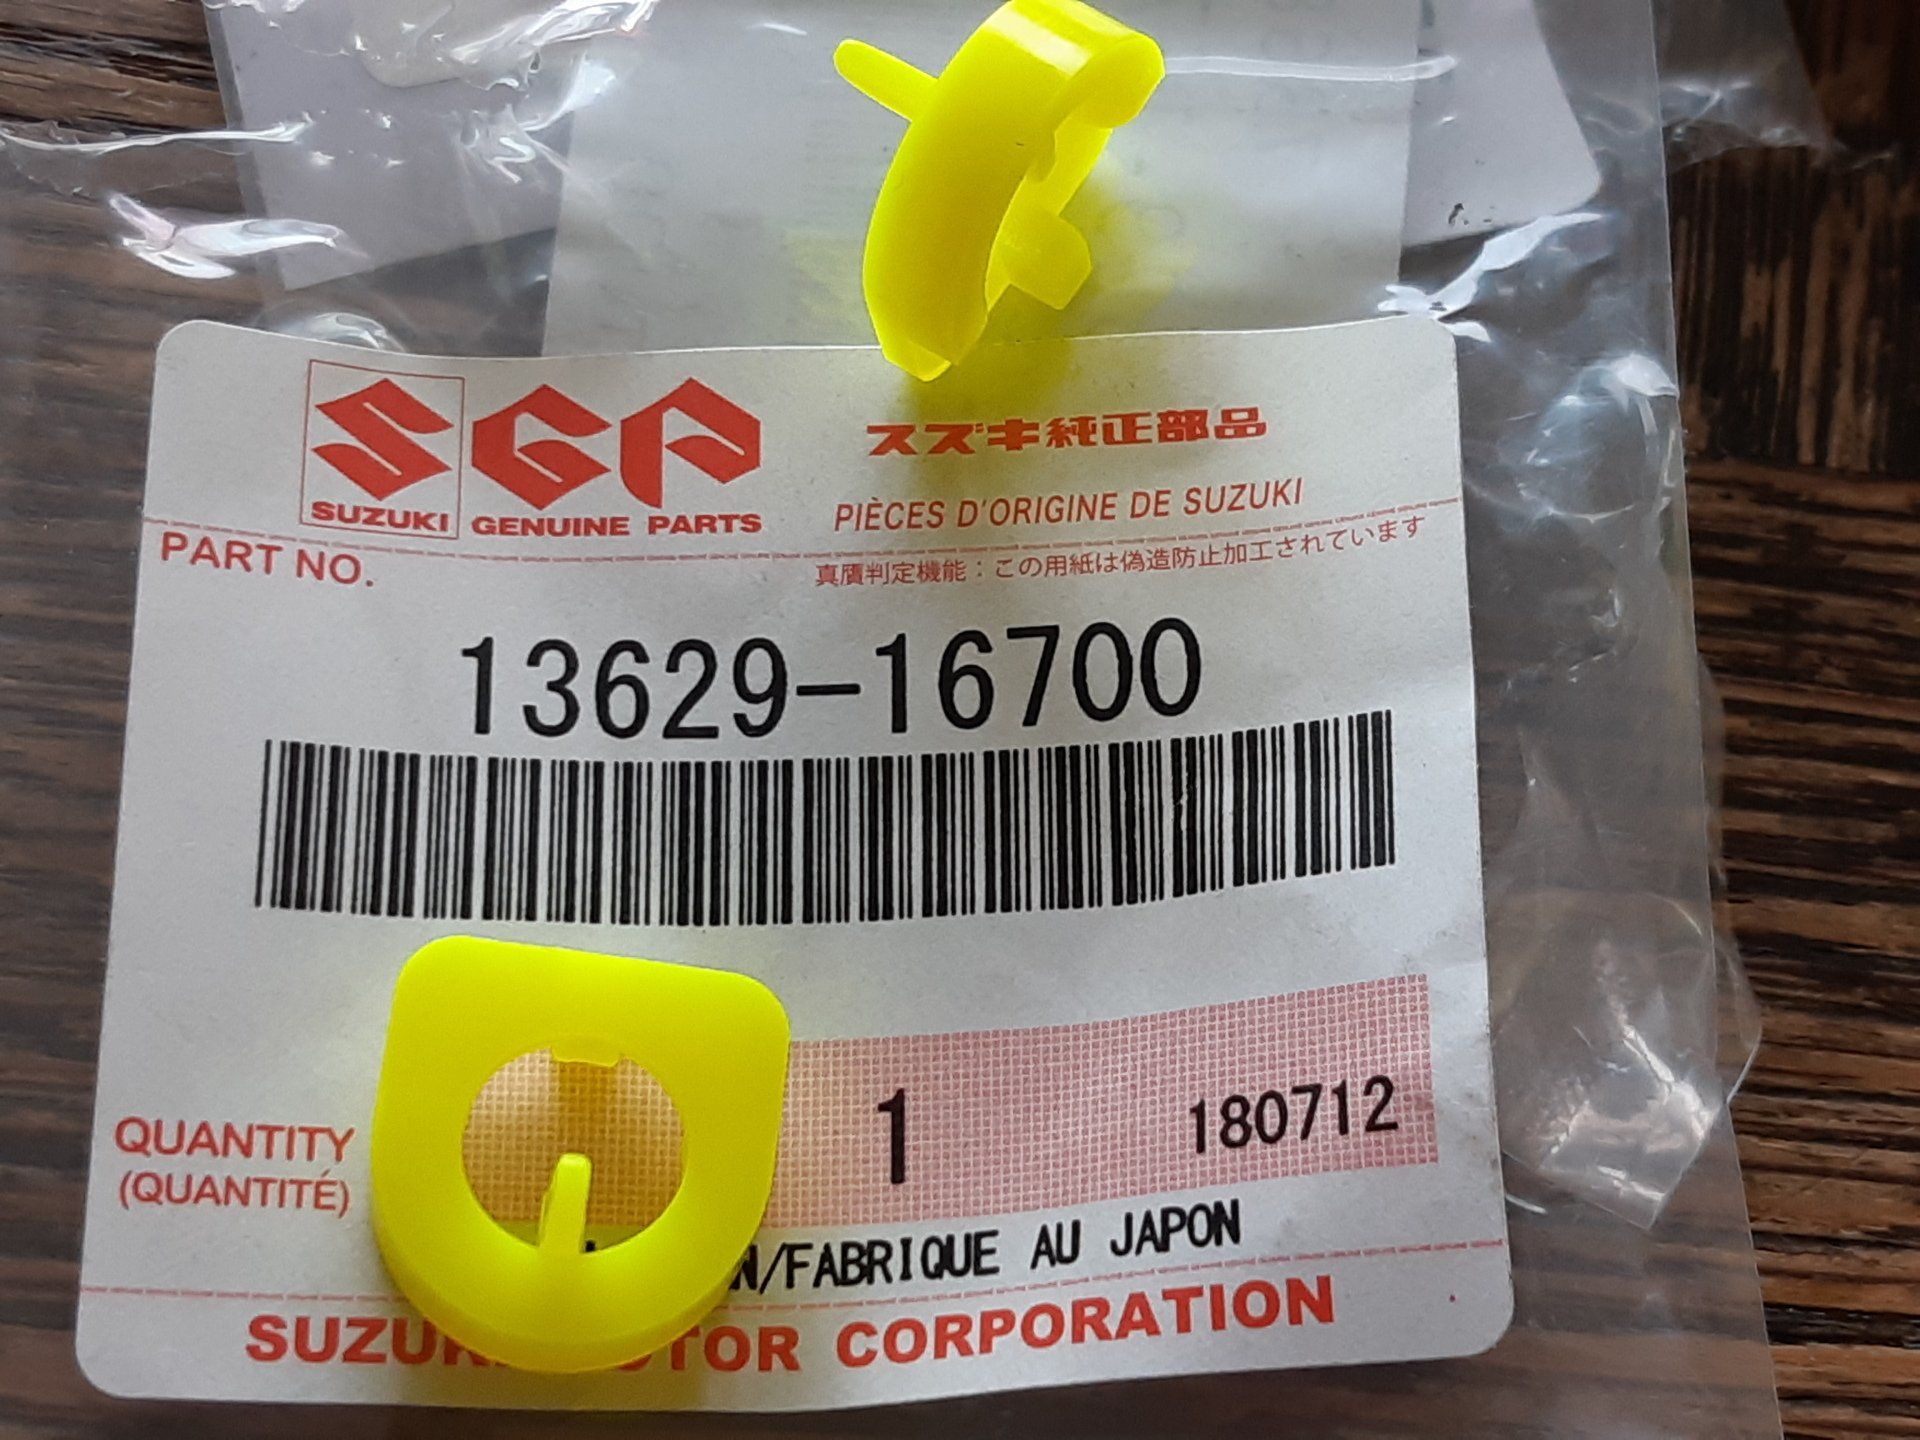 SGP
SUZUKI GENUINE PARTS
スズキ純正部品
PIÈCES D'ORIGINE DE SUZUKI
PART NO.
真贋判定機能：この用紙は偽造防止加工されています
13629-16700
QUANTITY
(QUANTITÉ)
1
180712
/FABRIQUE AU JAPON
CORPORATION